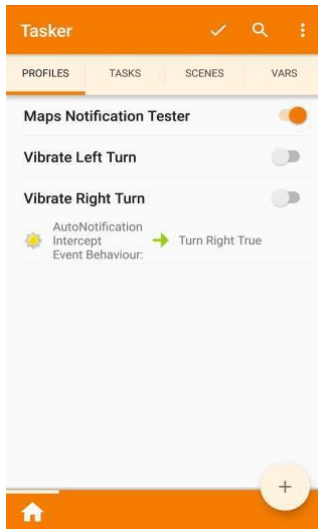 Tasker
PROFILES TASKS SCENES VARS
Maps Notification Tester
Vibrate Left Turn
Vibrate Right Turn
AutoNotification
Intercept
Event Behaviour:
Turn Right True